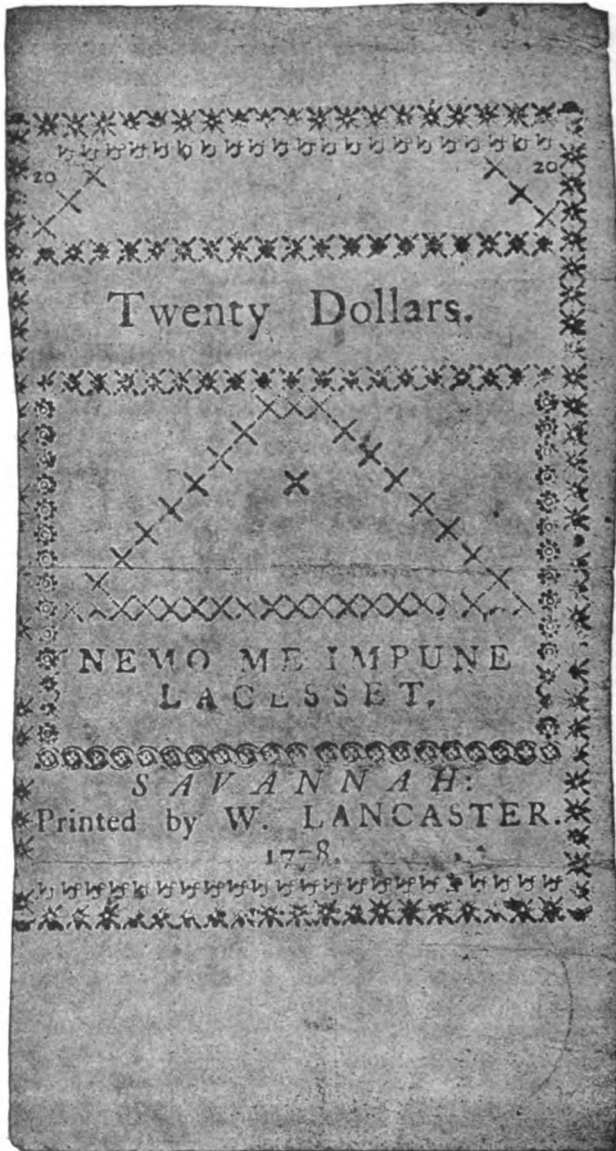 20 20
Twenty Dollars.
NEMO ME IMPUNE
LACESSET.
SAVANNAH:
Printed by W. LANCASTER.
1778.